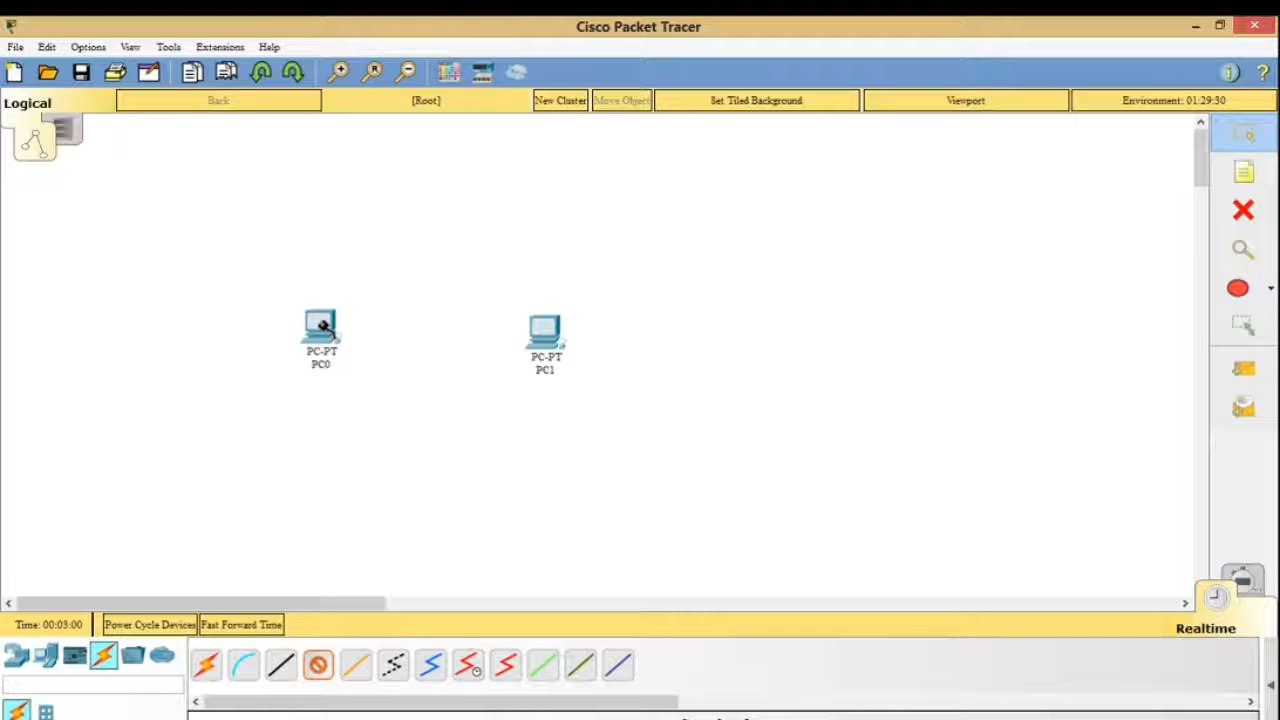 Cisco Packet Tracer
File Edit Options View Tools Extensions Help
Logical Back [Root] New Cluster Move Object Set Tiled Background Viewport Environment: 01:29:30
PC-PT
PC0
PC-PT
PC1
Time: 00:03:00 Power Cycle Devices Fast Forward Time
Realtime